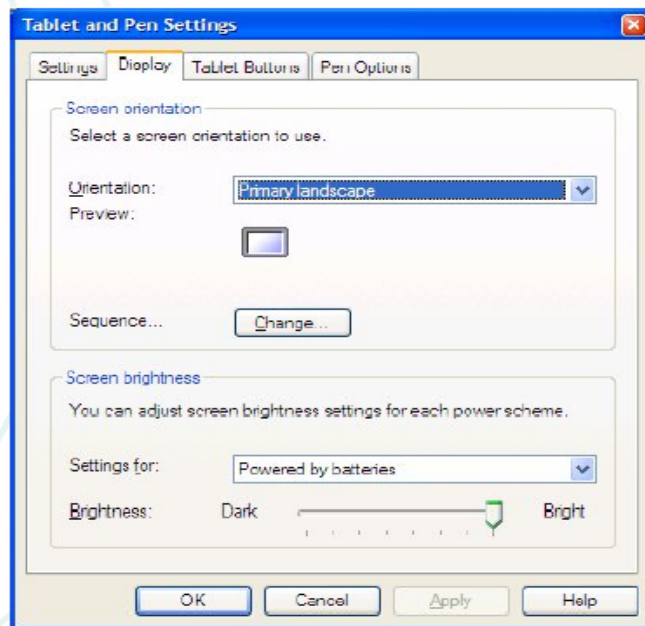 Tablet and Pen Settings
Settings Display Tablet Buttons Pen Options
Screen orientation
Select a screen orientation to use.
Orientation: Primary landscape
Preview:
Sequence... Change...
Screen brightness
You can adjust screen brightness settings for each power scheme.
Settings for: Powered by batteries
Brightness: Dark Bright
OK Cancel Apply Help